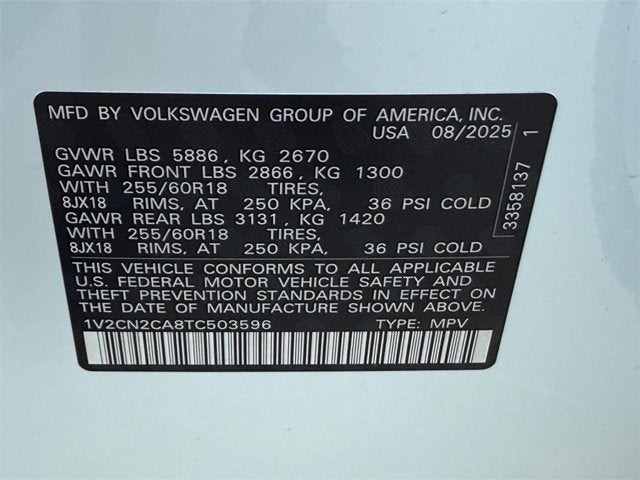 MFD BY VOLKSWAGEN GROUP OF AMERICA, INC.
USA 08/2025
GVWR LBS 5886, KG 2670
GAWR FRONT LBS 2866, KG 1300
WITH 255/60R18 TIRES,
8JX18 RIMS, AT 250 KPA, 36 PSI COLD
GAWR REAR LBS 3131, KG 1420
WITH 255/60R18 TIRES,
8JX18 RIMS, AT 250 KPA, 36 PSI COLD
THIS VEHICLE CONFORMS TO ALL APPLICABLE
U.S. FEDERAL MOTOR VEHICLE SAFETY AND
THEFT PREVENTION STANDARDS IN EFFECT ON
THE DATE OF MANUFACTURE SHOWN ABOVE.
1V2CN2CA8TC503596 TYPE: MPV
3358137 1